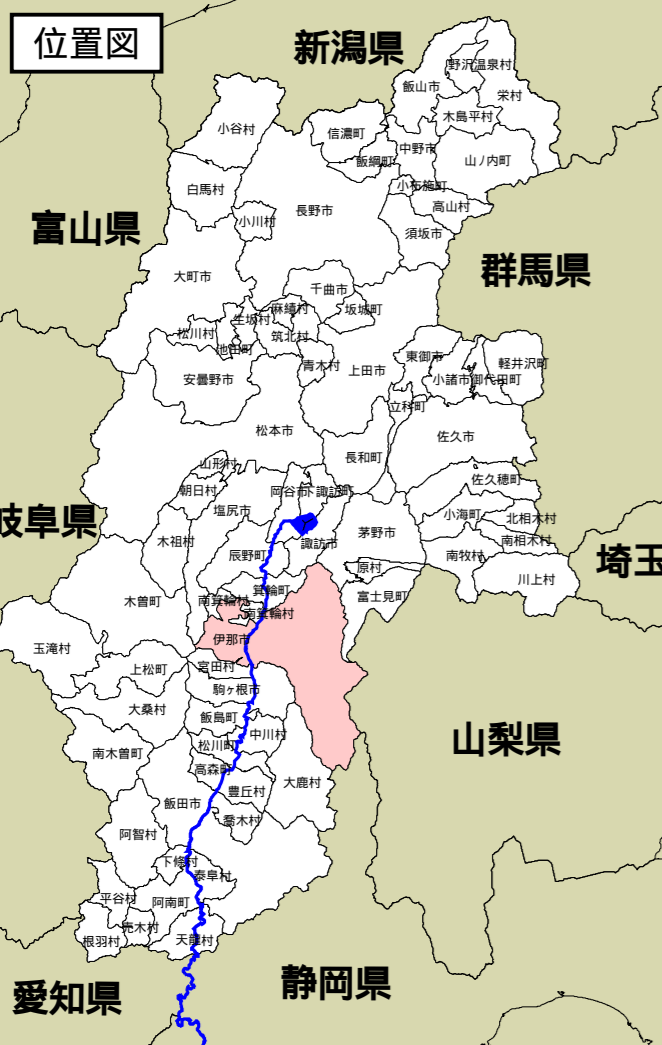 位置図
新潟県
野沢温泉村
飯山市
栄村
木島平村
小谷村
信濃町
中野市
飯綱町
山ノ内町
白馬村
小布施町
高山村
長野市
小川村
富山県
須坂市
群馬県
大町市
千曲市
麻績村
坂城町
生坂村
松川村
筑北村
池田町
東御市
青木村
上田市
軽井沢町
安曇野市
小諸市
御代田町
立科町
松本市
佐久市
長和町
山形村
佐久穂町
朝日村
岡谷市
下諏訪町
塩尻市
小海町
北相木村
岐阜県
茅野市
木祖村
諏訪市
南相木村
辰野町
南牧村
埼玉
原村
川上村
箕輪町
富士見町
木曽町
南箕輪村
南箕輪村
伊那市
玉滝村
宮田村
上松町
駒ヶ根市
大桑村
飯島町
中川村
山梨県
松川町
南木曽町
高森町
大鹿村
豊丘村
飯田市
喬木村
阿智村
下條村
泰阜村
平谷村
阿南町
売木村
根羽村
天龍村
静岡県
愛知県